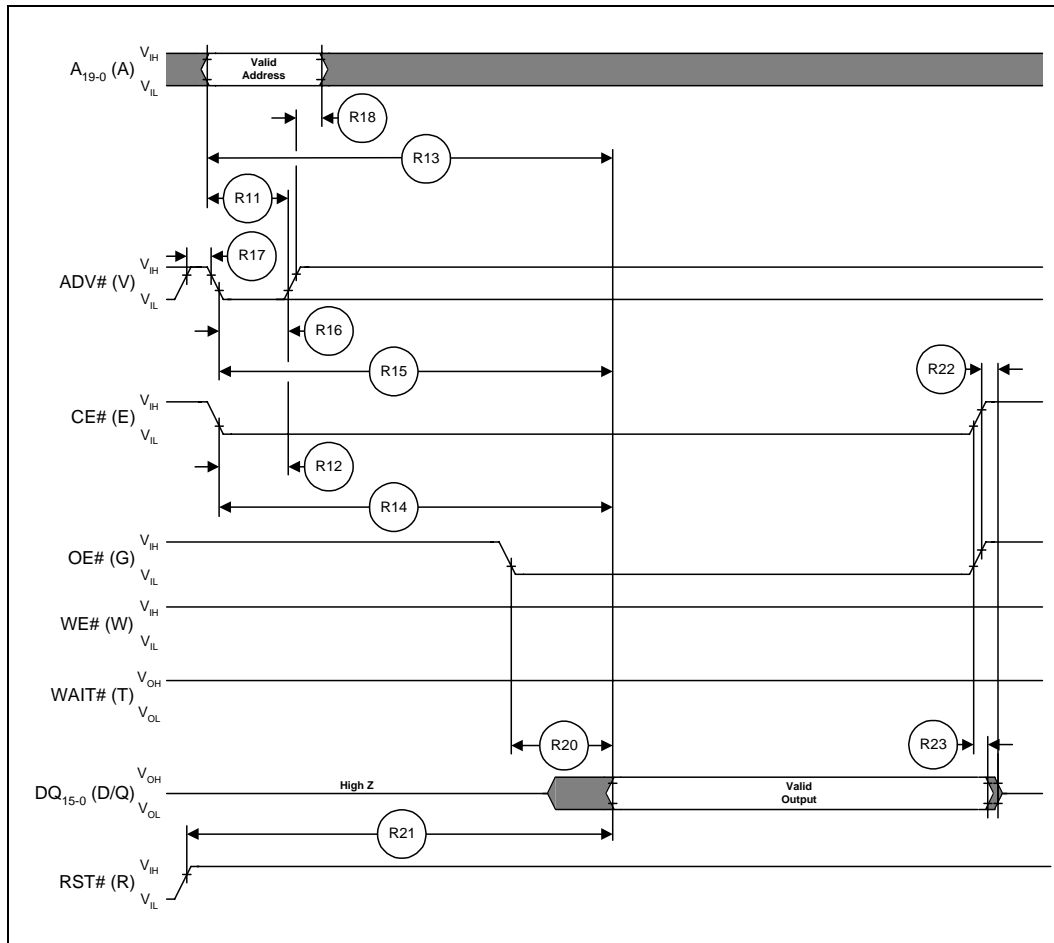 A19-0 (A)
VIH
VIL
Valid
Address
R18
R13
R11
R17
ADV# (V)
VIH
VIL
R16
R15
R22
CE# (E)
VIH
VIL
R12
R14
OE# (G)
VIH
VIL
WE# (W)
VIH
VIL
WAIT# (T)
VOH
VOL
R20
R23
DQ15-0 (D/Q)
VOH
VOL
High Z
Valid
Output
R21
RST# (R)
VIH
VIL